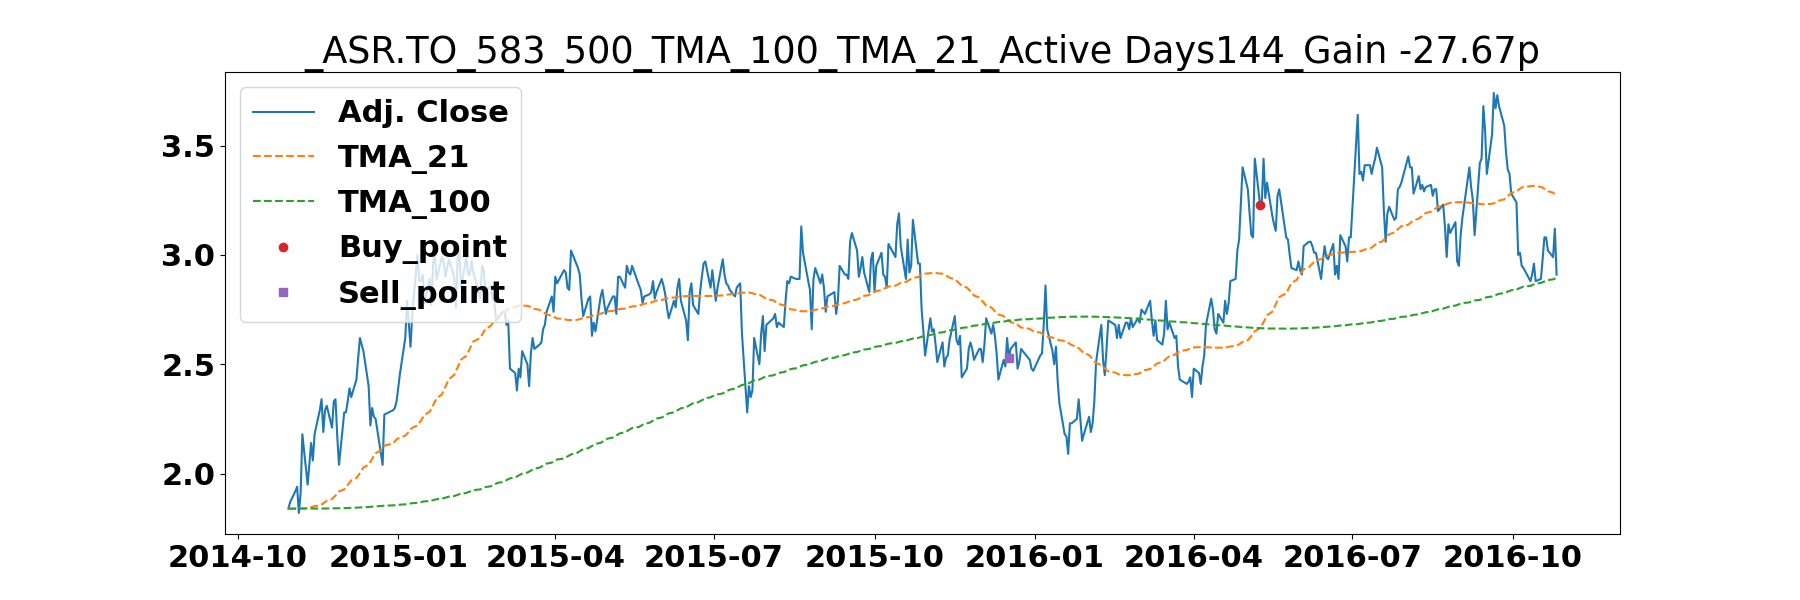 _ASR.TO_583_500_TMA_100_TMA_21_Active Days144_Gain -27.67p
Adj. Close
TMA_21
TMA_100
Buy_point
Sell_point
3.5
3.0
2.5
2.0
2014-10 2015-01 2015-04 2015-07 2015-10 2016-01 2016-04 2016-07 2016-10